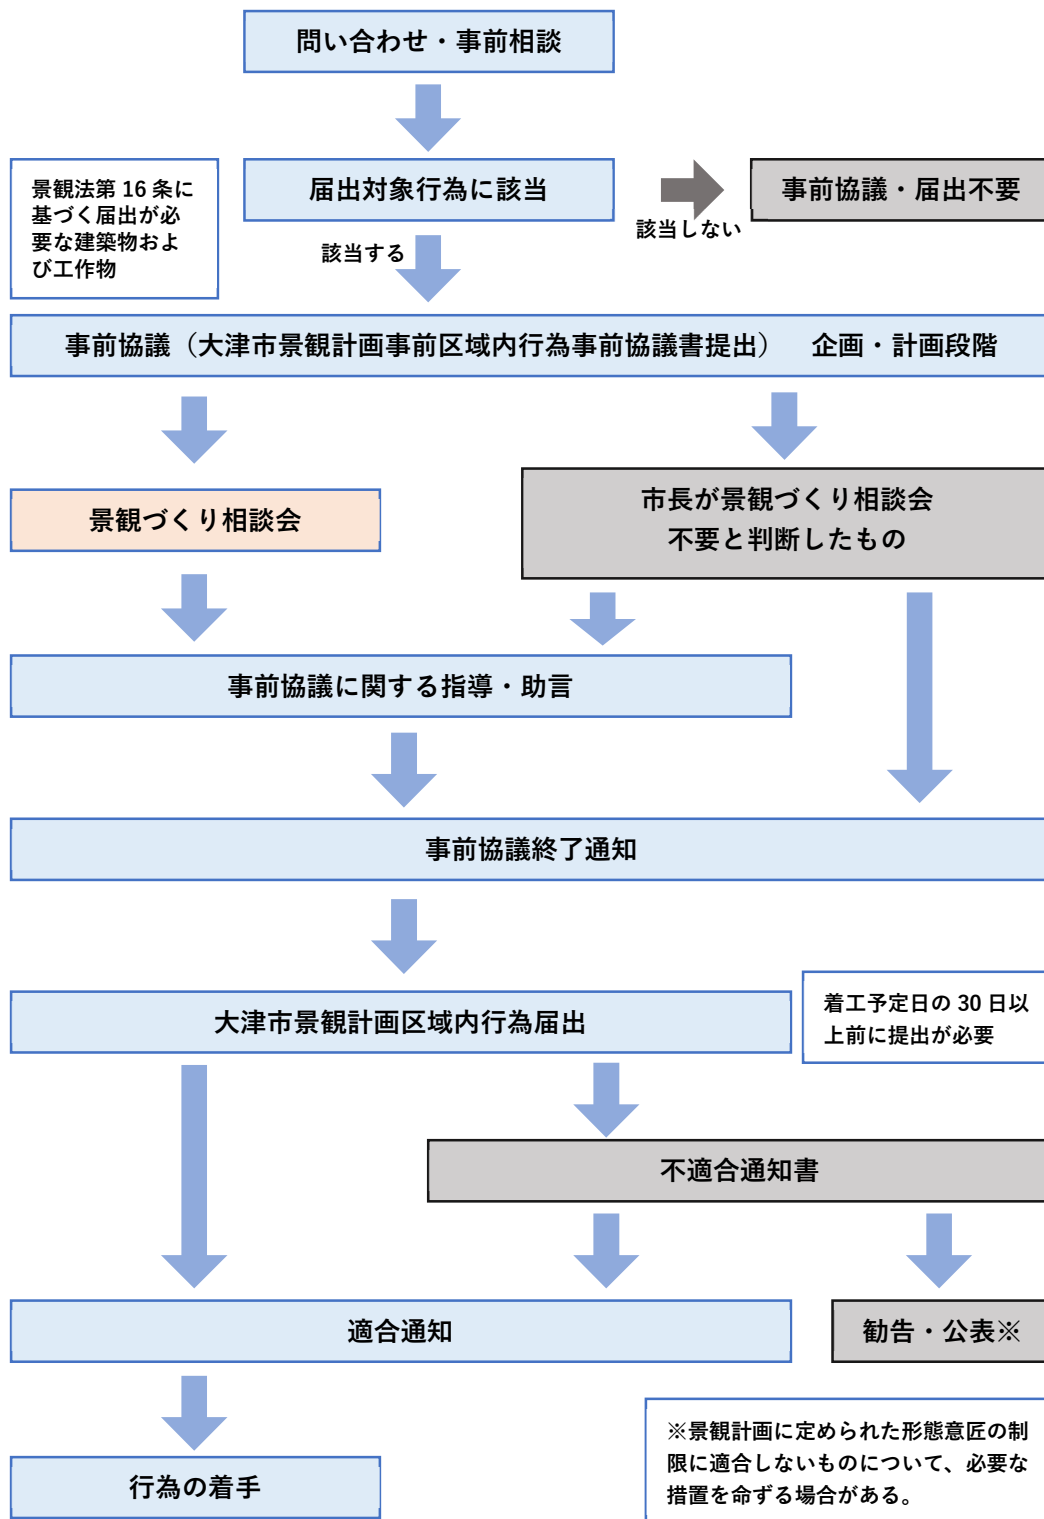 問い合わせ・事前相談
景観法第 16 条に
基づく届出が必
要な建築物およ
び工作物
届出対象行為に該当
事前協議・届出不要
該当しない
該当する
事前協議（大津市景観計画事前区域内行為事前協議書提出）　企画・計画段階
景観づくり相談会
市長が景観づくり相談会
不要と判断したもの
事前協議に関する指導・助言
事前協議終了通知
大津市景観計画区域内行為届出
着工予定日の 30 日以
上前に提出が必要
不適合通知書
適合通知
勧告・公表※
行為の着手
※景観計画に定められた形態意匠の制
限に適合しないものについて、必要な
措置を命ずる場合がある。